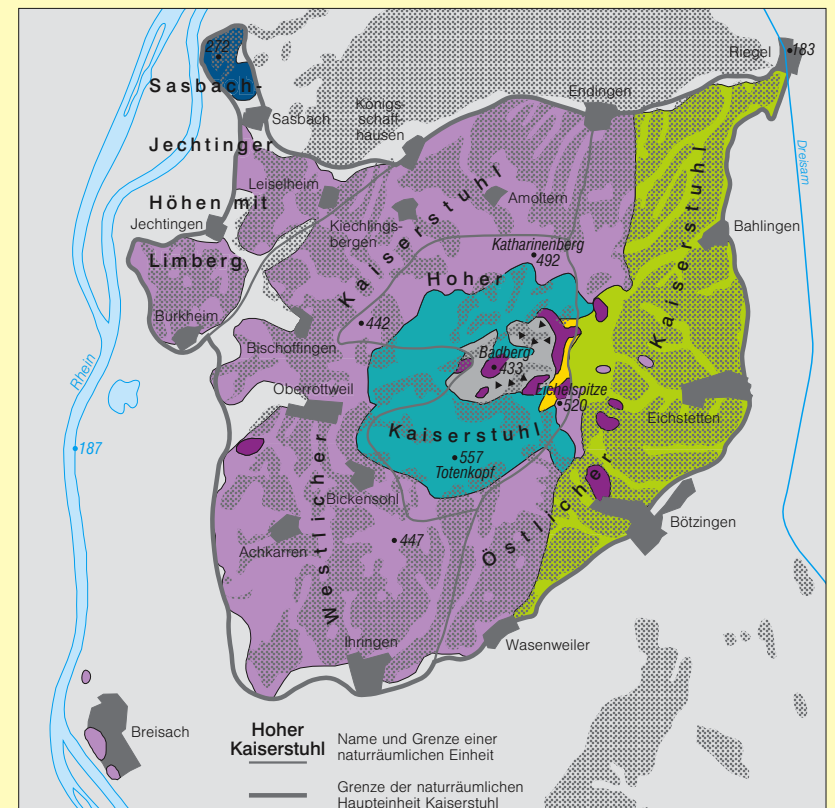 272
Riegel
183
Sasbach-
Königs-
schaff-
hausen
Endingen
Sasbach
Jechtinger
Dreisam
Leiselheim
Amoltern
Höhen mit
Jechtingen
Kiechlings-
bergen
Bahlingen
Katharinenberg
492
Limberg
Hoher
Westlicher
Kaiserstuhl
Östlicher
Kaiserstuhl
Burkheim
442
Bischoffingen
Badberg
433
Rhein
Oberrottweil
Eichelspitze
520
Eichstetten
Kaiserstuhl
187
557
Totenkopf
Bickensohl
Bötzingen
Achkarren
447
Ihringen
Wasenweiler
Breisach
Hoher
Kaiserstuhl
Name und Grenze einer
naturräumlichen Einheit
Grenze der naturräumlichen
Haupteinheit Kaiserstuhl